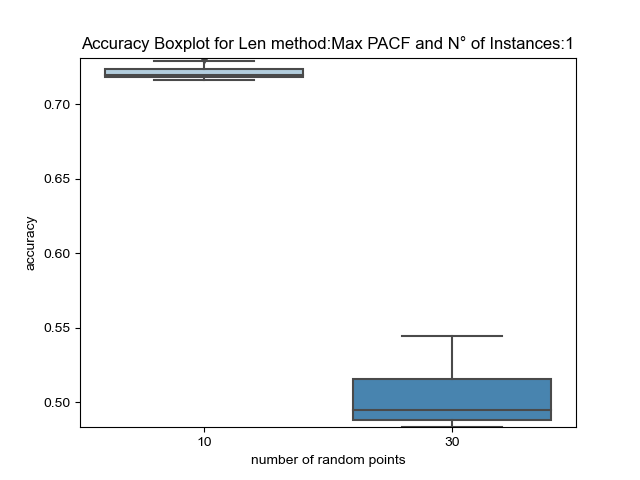 Accuracy Boxplot for Len method:Max PACF and N° of Instances:1
0.70
0.65
0.60
0.55
0.50
accuracy
10
30
number of random points